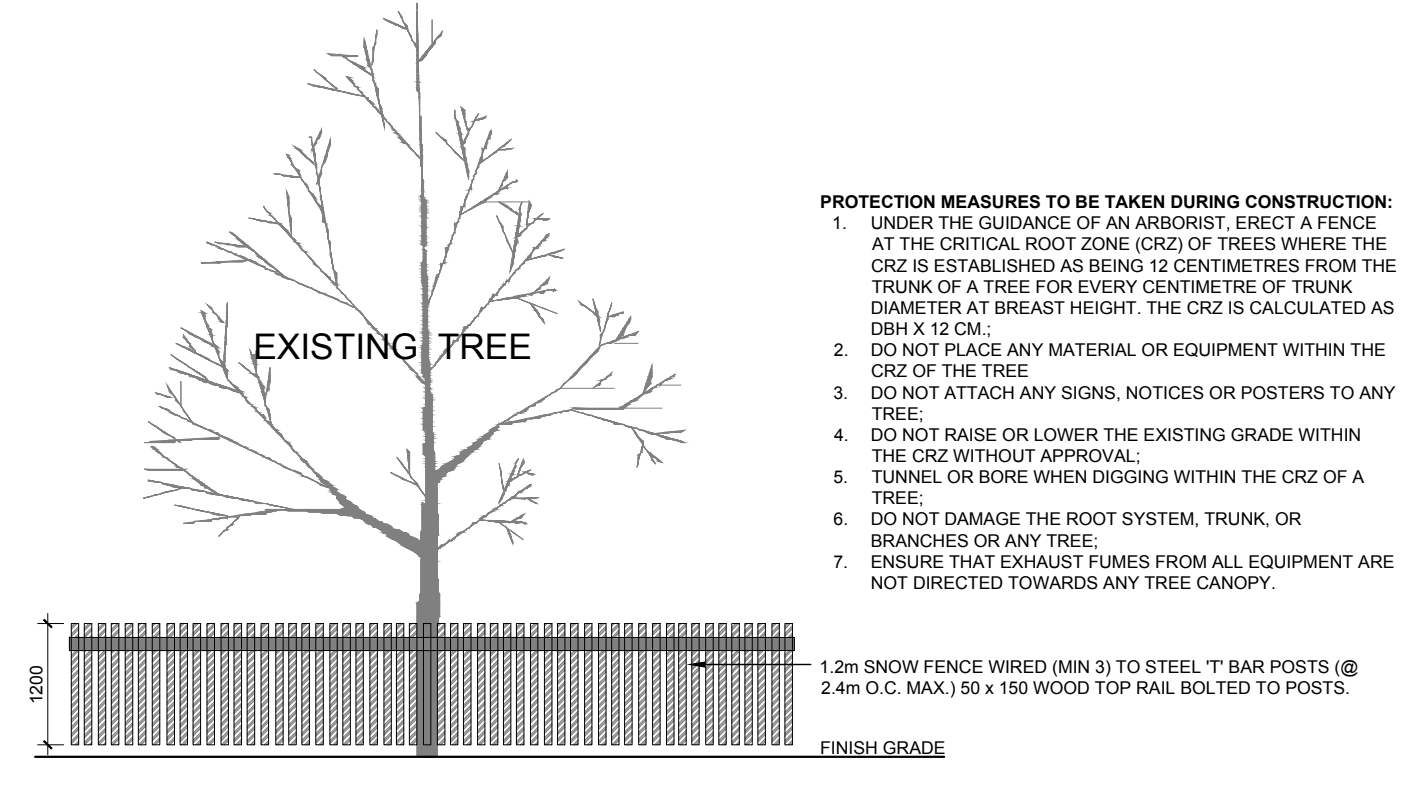 EXISTING TREE
PROTECTION MEASURES TO BE TAKEN DURING CONSTRUCTION:
1. UNDER THE GUIDANCE OF AN ARBORIST, ERECT A FENCE
AT THE CRITICAL ROOT ZONE (CRZ) OF TREES WHERE THE
CRZ IS ESTABLISHED AS BEING 12 CENTIMETRES FROM THE
TRUNK OF A TREE FOR EVERY CENTIMETRE OF TRUNK
DIAMETER AT BREAST HEIGHT. THE CRZ IS CALCULATED AS
DBH X 12 CM.;
2. DO NOT PLACE ANY MATERIAL OR EQUIPMENT WITHIN THE
CRZ OF THE TREE
3. DO NOT ATTACH ANY SIGNS, NOTICES OR POSTERS TO ANY
TREE;
4. DO NOT RAISE OR LOWER THE EXISTING GRADE WITHIN
THE CRZ WITHOUT APPROVAL;
5. TUNNEL OR BORE WHEN DIGGING WITHIN THE CRZ OF A
TREE;
6. DO NOT DAMAGE THE ROOT SYSTEM, TRUNK, OR
BRANCHES OR ANY TREE;
7. ENSURE THAT EXHAUST FUMES FROM ALL EQUIPMENT ARE
NOT DIRECTED TOWARDS ANY TREE CANOPY.
1200
1.2m SNOW FENCE WIRED (MIN 3) TO STEEL 'T' BAR POSTS (@
2.4m O.C. MAX.) 50 x 150 WOOD TOP RAIL BOLTED TO POSTS.
FINISH GRADE